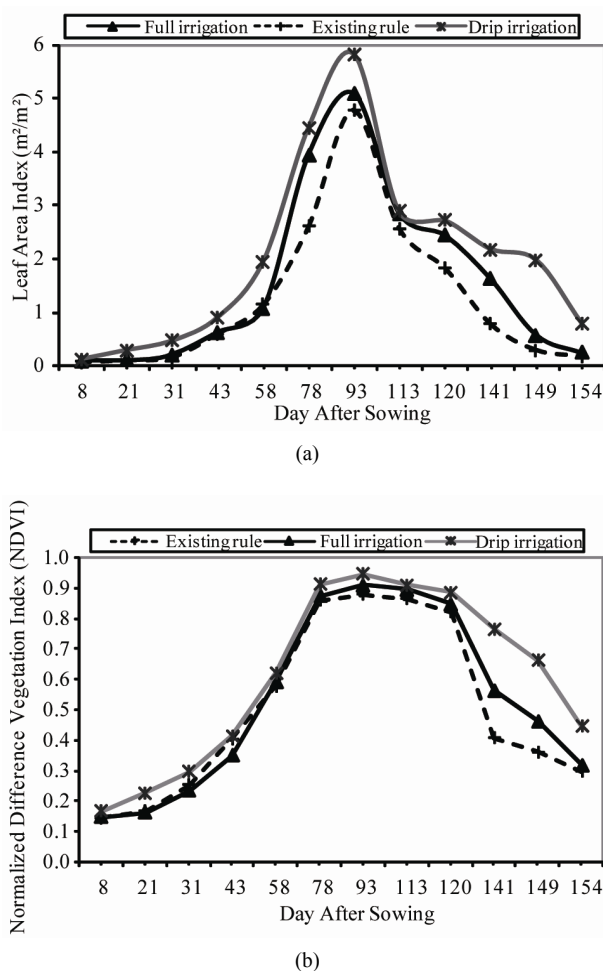 Full irrigation Existing rule Drip irrigation
6
5
4
3
2
1
0
Leaf Area Index (m²/m²)
8 21 31 43 58 78 93 113 120 141 149 154
Day After Sowing
(a)
Existing rule Full irrigation Drip irrigation
1.0
0.9
0.8
0.7
0.6
0.5
0.4
0.3
0.2
0.1
0.0
Normalized Difference Vegetation Index (NDVI)
8 21 31 43 58 78 93 113 120 141 149 154
Day After Sowing
(b)